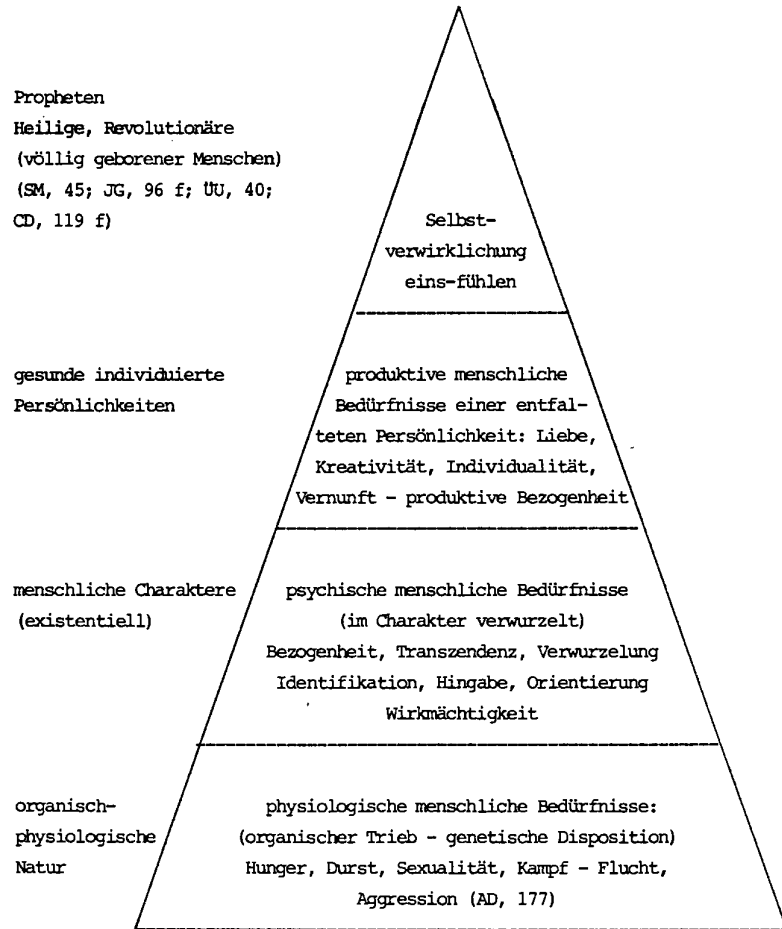 Propheten
Heilige, Revolutionäre
(völlig geborener Menschen)
(SM, 45; JG, 96 f; ÜU, 40;
CD, 119 f)
Selbst-
verwirklichung
eins-fühlen
gesunde individuierte
Persönlichkeiten
produktive menschliche
Bedürfnisse einer entfal-
teten Persönlichkeit: Liebe,
Kreativität, Individualität,
Vernunft - produktive Bezogenheit
menschliche Charaktere
(existentiell)
psychische menschliche Bedürfnisse
(im Charakter verwurzelt)
Bezogenheit, Transzendenz, Verwurzelung
Identifikation, Hingabe, Orientierung
Wirkmächtigkeit
organisch-
physiologische
Natur
physiologische menschliche Bedürfnisse:
(organischer Trieb - genetische Disposition)
Hunger, Durst, Sexualität, Kampf - Flucht,
Aggression (AD, 177)